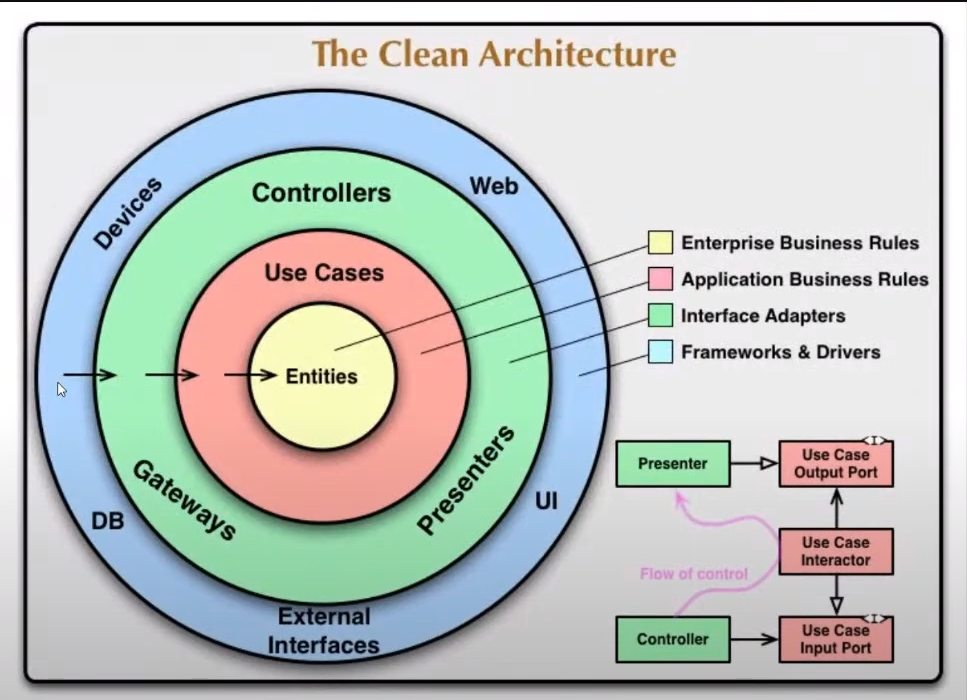 The Clean Architecture
Devices
Controllers
Web
Use Cases
Entities
Gateways
Presenters
DB
UI
External
Interfaces
Enterprise Business Rules
Application Business Rules
Interface Adapters
Frameworks & Drivers
Presenter
<I>
Use Case
Output Port
Use Case
Interactor
Flow of control
Controller
<I>
Use Case
Input Port